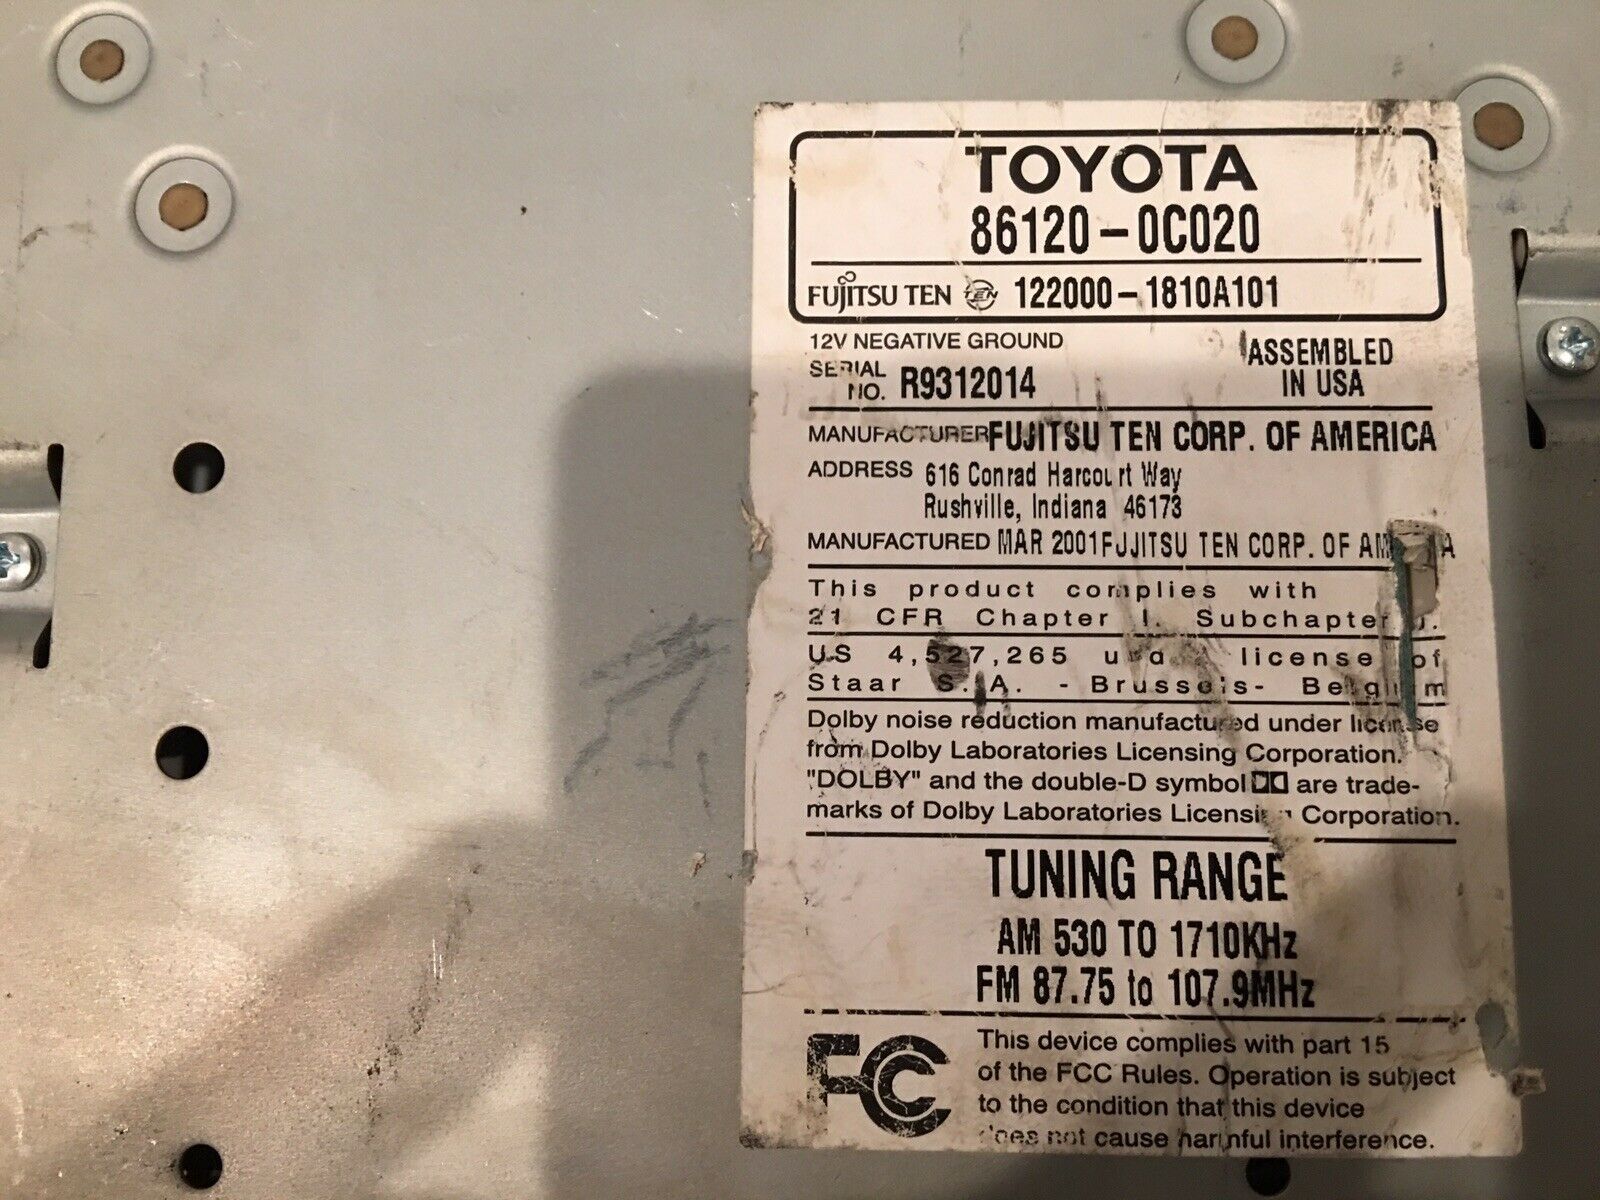 TOYOTA
86120-0C020
FUJITSU TEN TEN 122000-1810A101
12V NEGATIVE GROUND
ASSEMBLED
IN USA
SERIAL
NO. R9312014
MANUFACTURER FUJITSU TEN CORP. OF AMERICA
ADDRESS 616 Conrad Harcourt Way
Rushville, Indiana 46173
MANUFACTURED MAR 2001 FUJITSU TEN CORP. OF AMERICA
This product complies with
21 CFR Chapter I. Subchapter J.
US 4,527,265 license of
Staar S.A. - Brussels- Belgium
Dolby noise reduction manufactured under license
from Dolby Laboratories Licensing Corporation.
"DOLBY" and the double-D symbol are trade-
marks of Dolby Laboratories Licensing Corporation.
TUNING RANGE
AM 530 TO 1710KHz
FM 87.75 to 107.9MHz
FC This device complies with part 15
of the FCC Rules. Operation is subject
to the condition that this device
does not cause harmful interference.